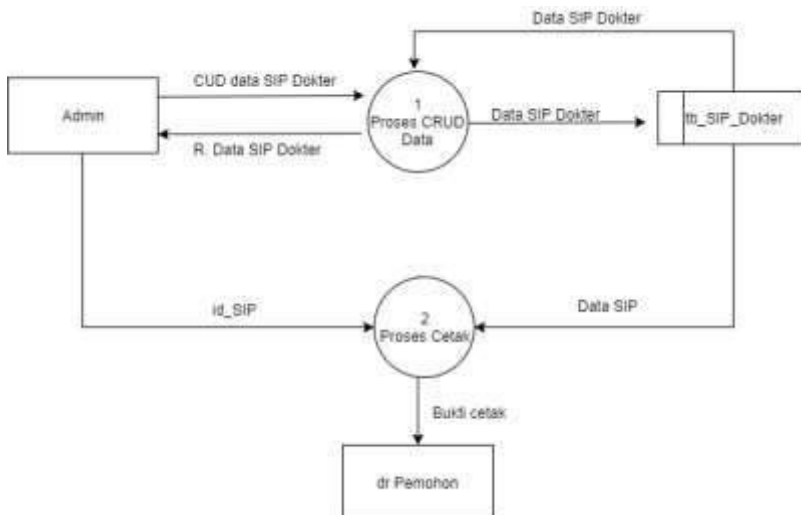 Data SIP Dokter
CUD data SIP Dokter
Admin
1
Proses CRUD
Data
Data SIP Dokter
tb_SIP_Dokter
R. Data SIP Dokter
id_SIP
2
Proses Cetak
Data SIP
Bukti cetak
dr Pemohon